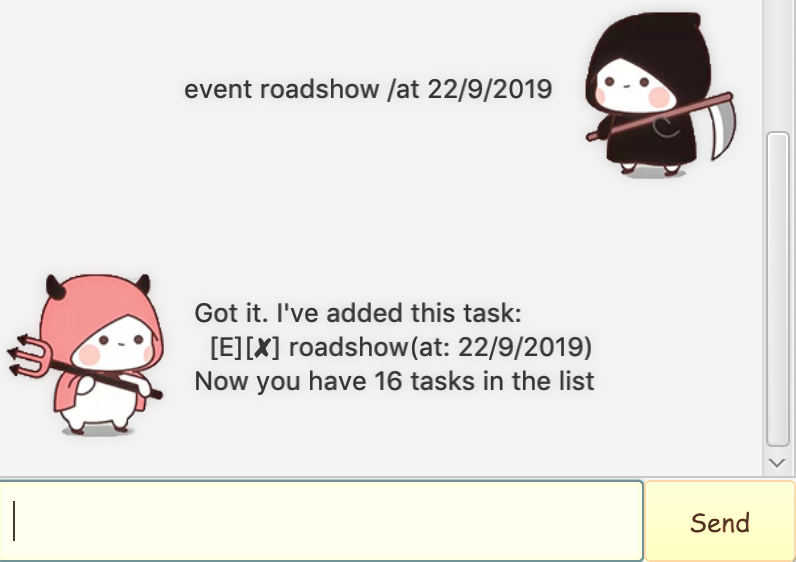 event roadshow /at 22/9/2019
Got it. I've added this task:
[E][✘] roadshow(at: 22/9/2019)
Now you have 16 tasks in the list
Send